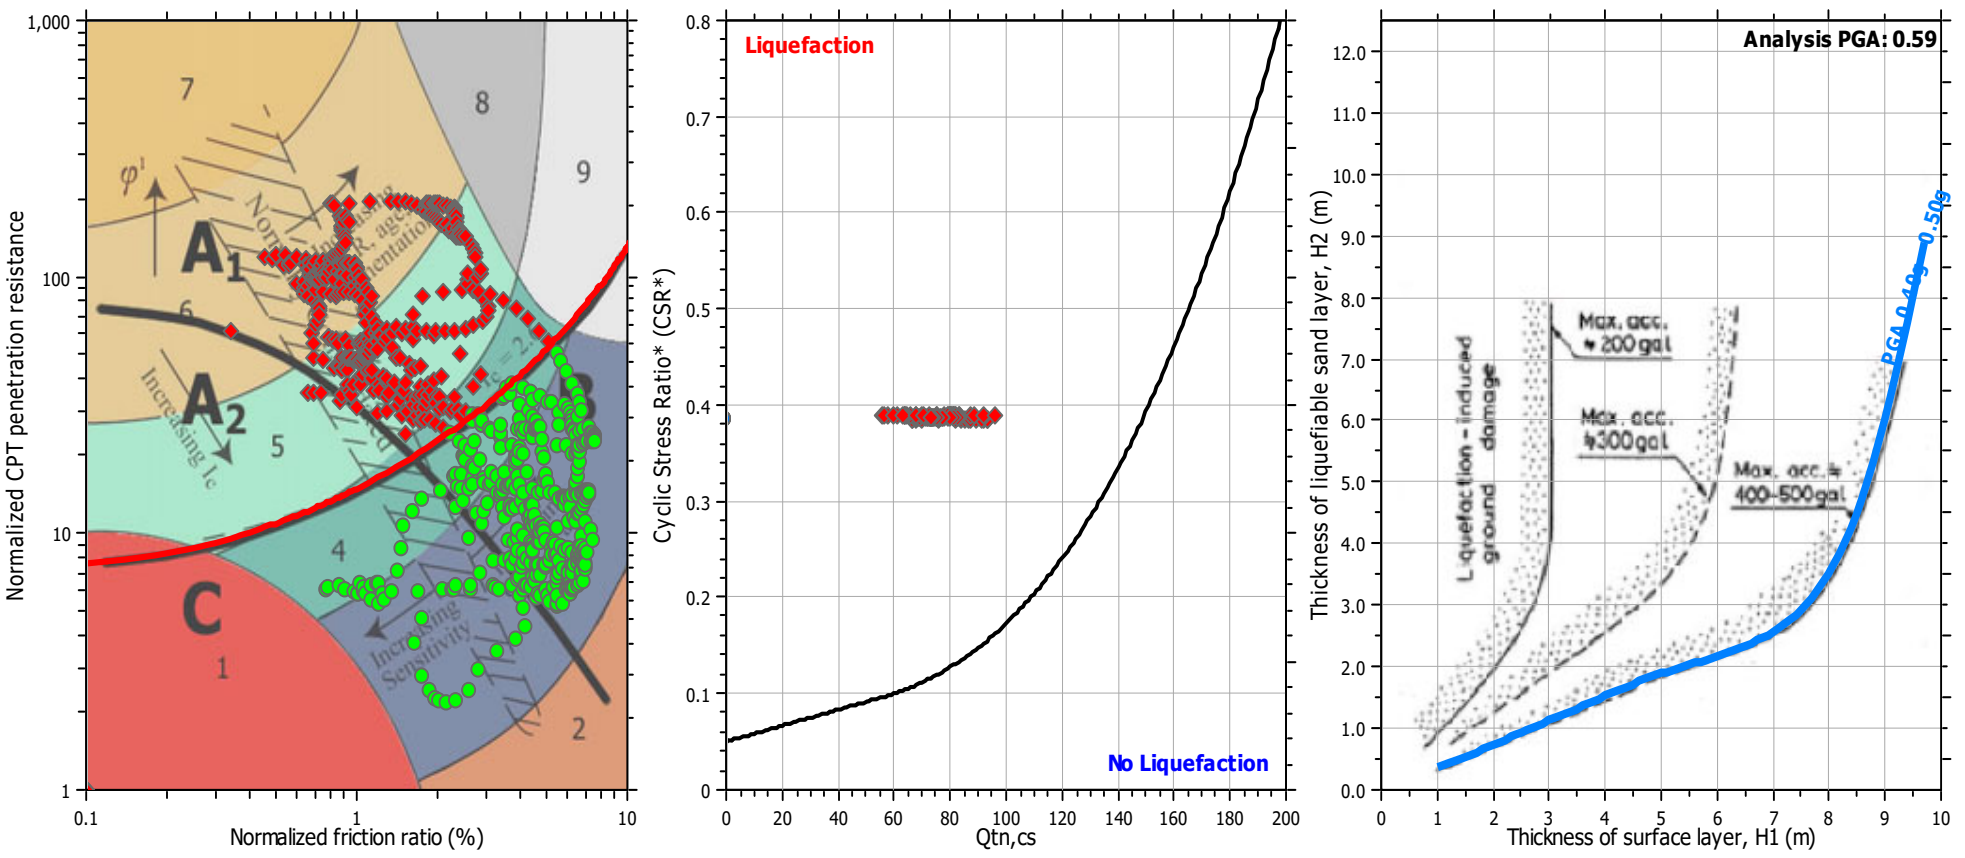 1,000
100
10
1
0.1
1
10
Normalized CPT penetration resistance
Normalized friction ratio (%)
7
8
9
φ'
A1
6
A2
5
4
B
C
1
2
Increasing
Increasing Ic
Increasing
Sensitivity
0.8
0.7
0.6
0.5
0.4
0.3
0.2
0.1
0
0
20
40
60
80
100
120
140
160
180
200
Cyclic Stress Ratio* (CSR*)
Qtn,cs
Liquefaction
No Liquefaction
Analysis PGA: 0.59
12.0
11.0
10.0
9.0
8.0
7.0
6.0
5.0
4.0
3.0
2.0
1.0
0.0
0
1
2
3
4
5
6
7
8
9
10
Thickness of liquefiable sand layer, H2 (m)
Thickness of surface layer, H1 (m)
Liquefaction-induced
ground damage
Max. acc.
≒ 200 gal
Max. acc.
≒300 gal
Max. acc. ≒
400-500 gal
PGA 0.40g - 0.50g